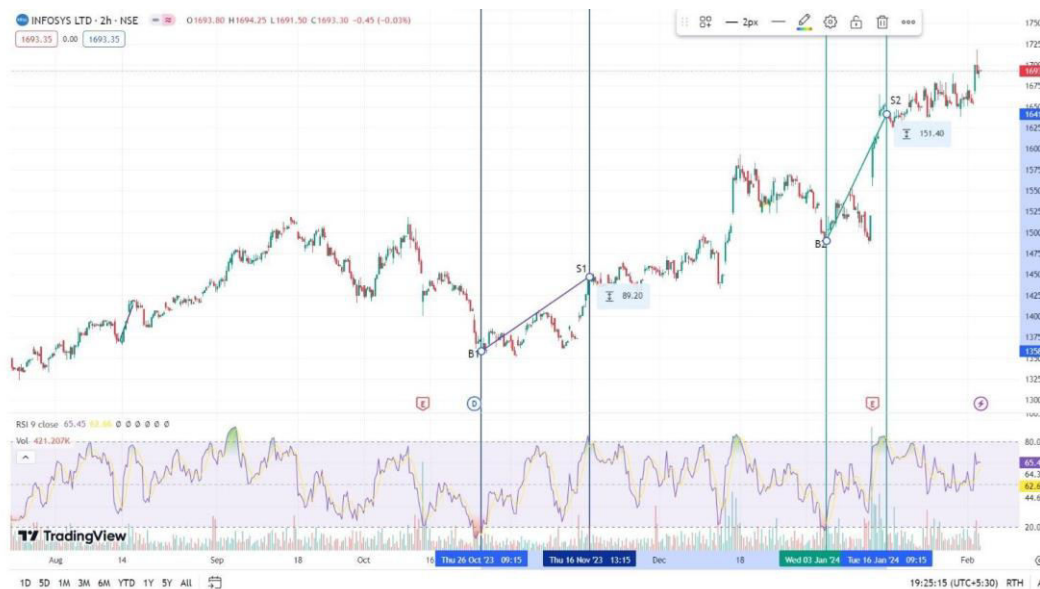 INFOSYS LTD · 2h · NSE
O1693.80 H1694.25 L1691.50 C1693.30 -0.45 (-0.03%)
1693.35 0.00 1693.35
2px
1750
1725
1700
1675
1650
1625
1600
1575
1550
1525
1500
1475
1450
1425
1400
1375
1350
1325
1300
S2
151.40
B2
S1
89.20
B1
E
D
E
RSI 9 close 65.45
Vol 421.207K
80.0
65.4
64.3
62.6
44.6
20.0
TradingView
Aug 14 Sep 18 Oct 16 Thu 26 Oct '23 09:15 Thu 16 Nov '23 13:15 Dec 18 Wed 03 Jan '24 Tue 16 Jan '24 09:15 Feb
1D 5D 1M 3M 6M YTD 1Y 5Y All 19:25:15 (UTC+5:30) RTH